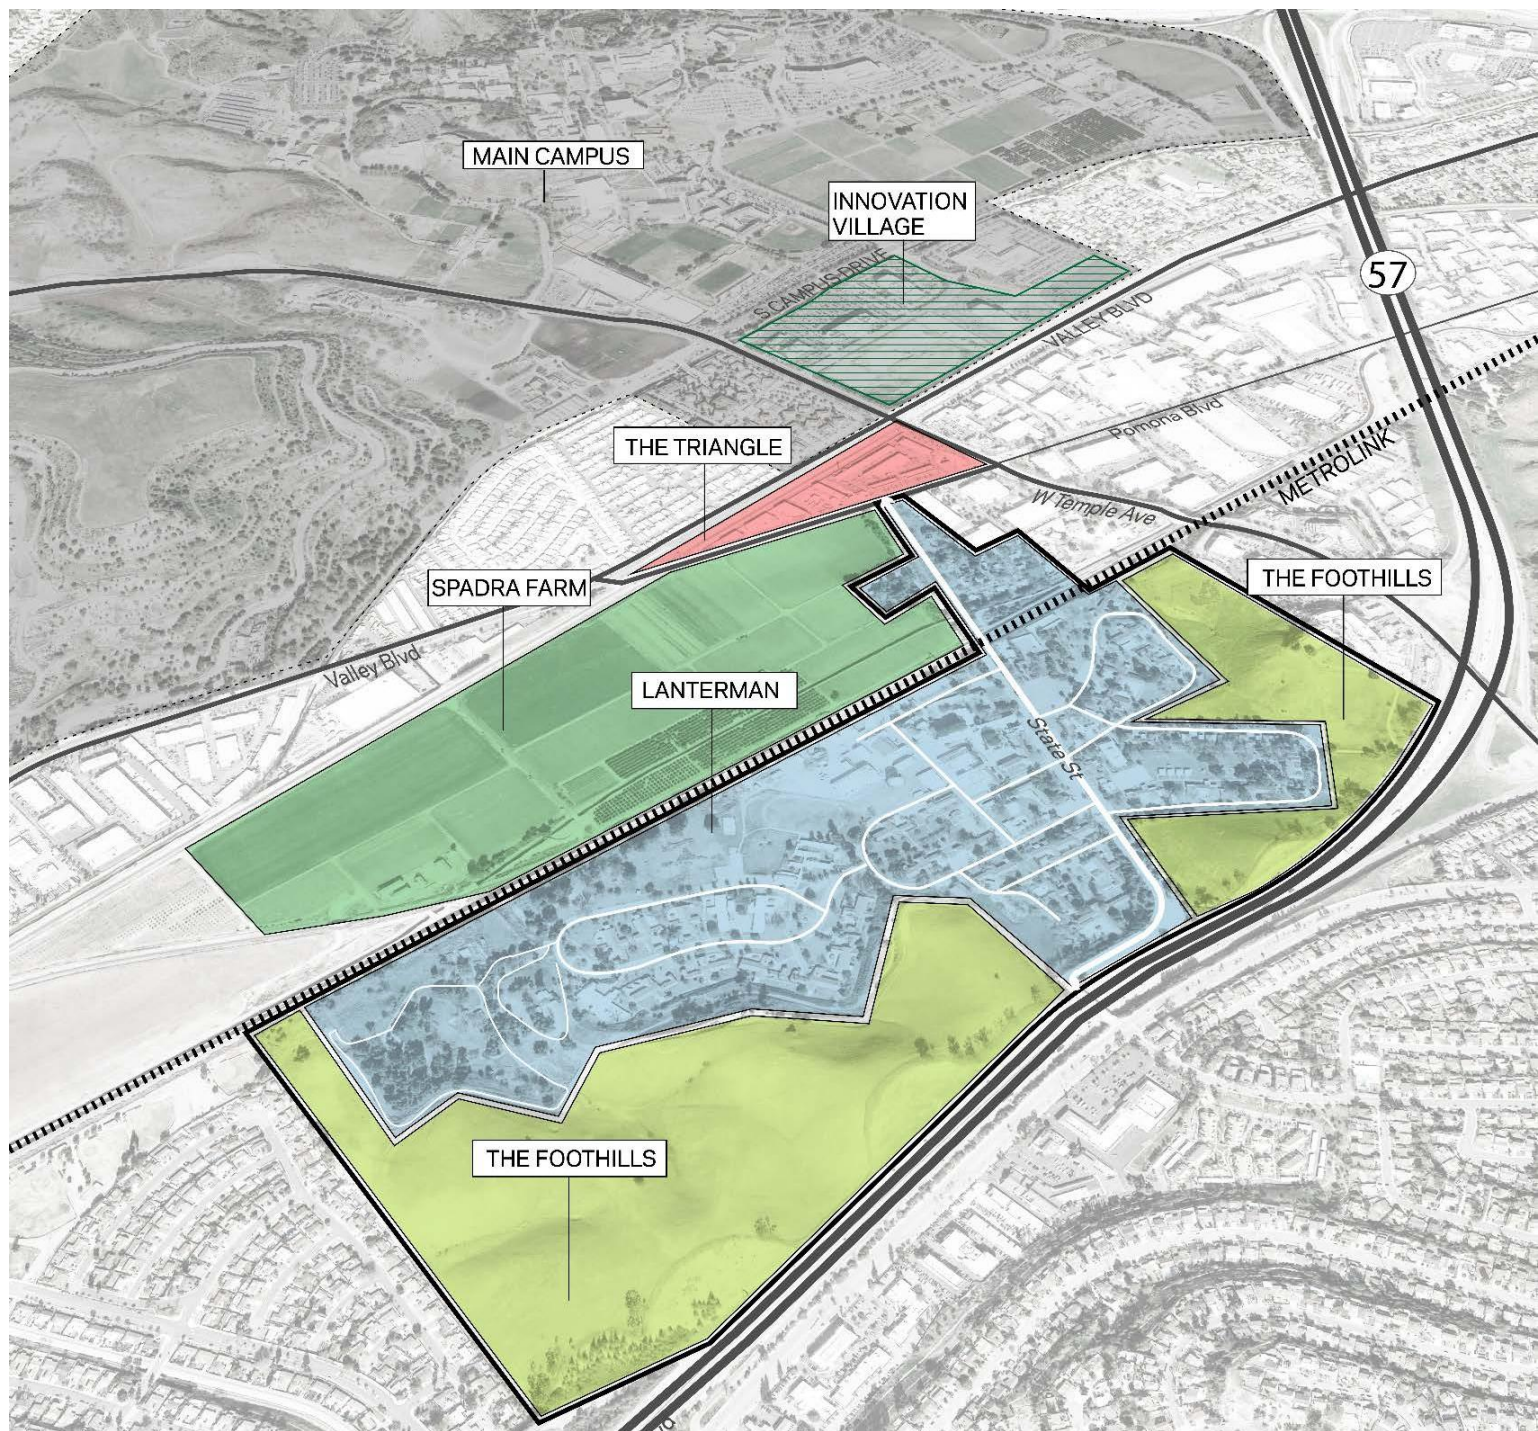 MAIN CAMPUS
INNOVATION
VILLAGE
S CAMPUS DRIVE
57
VALLEY BLVD
THE TRIANGLE
Pomona Blvd
METROLINK
W Temple Ave
SPADRA FARM
THE FOOTHILLS
Valley Blvd
LANTERMAN
State St
THE FOOTHILLS